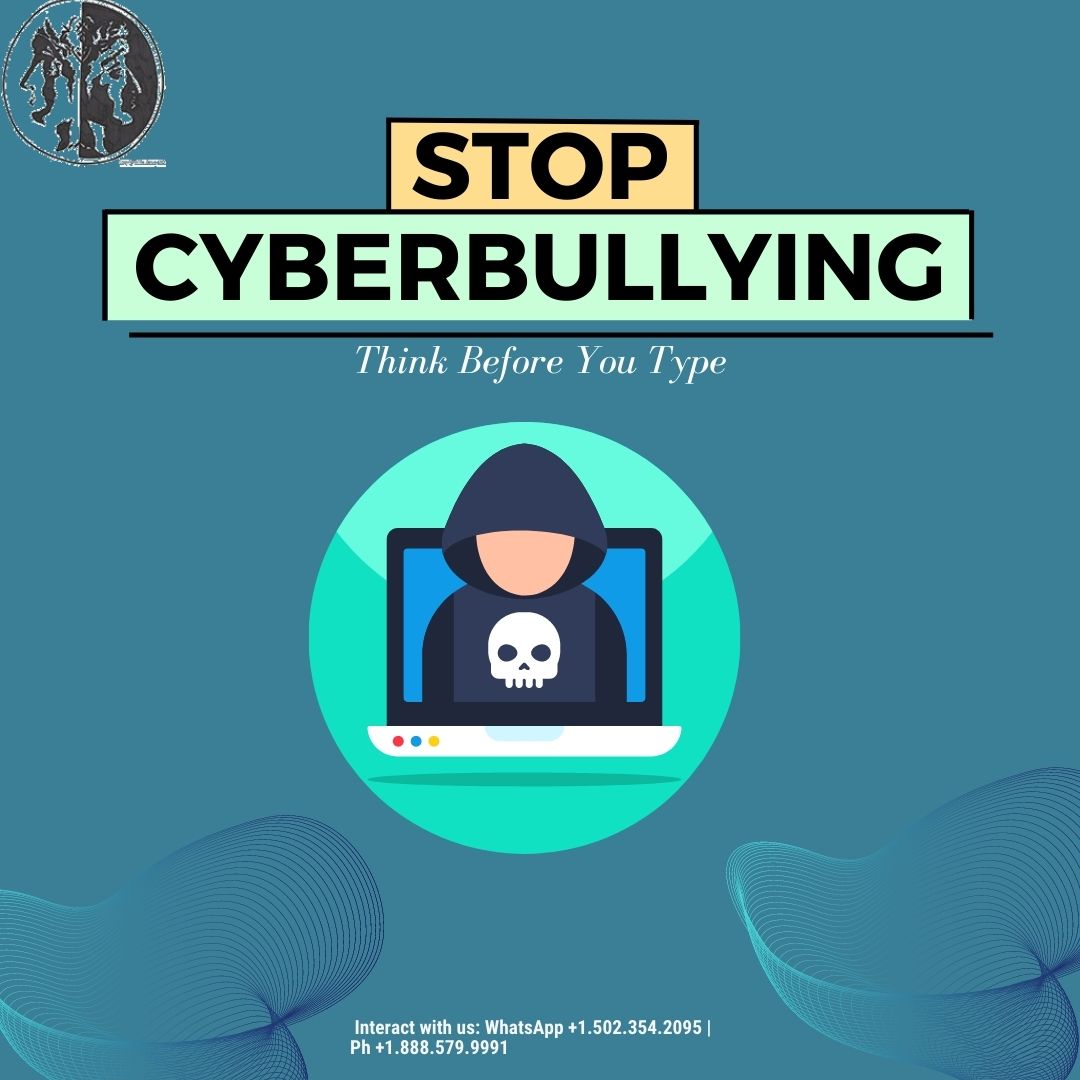 STOP
CYBERBULLYING
Think Before You Type
Interact with us: WhatsApp +1.502.354.2095 |
Ph +1.888.579.9991